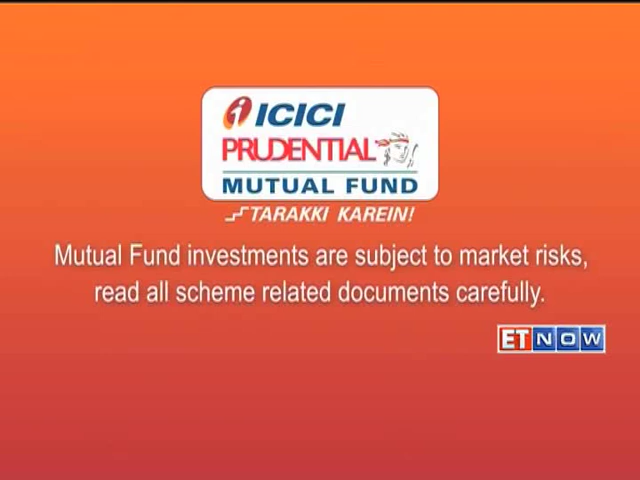 ICICI
PRUDENTIAL
MUTUAL FUND
TARAKKI KAREIN!
Mutual Fund investments are subject to market risks,
read all scheme related documents carefully.
ET NOW